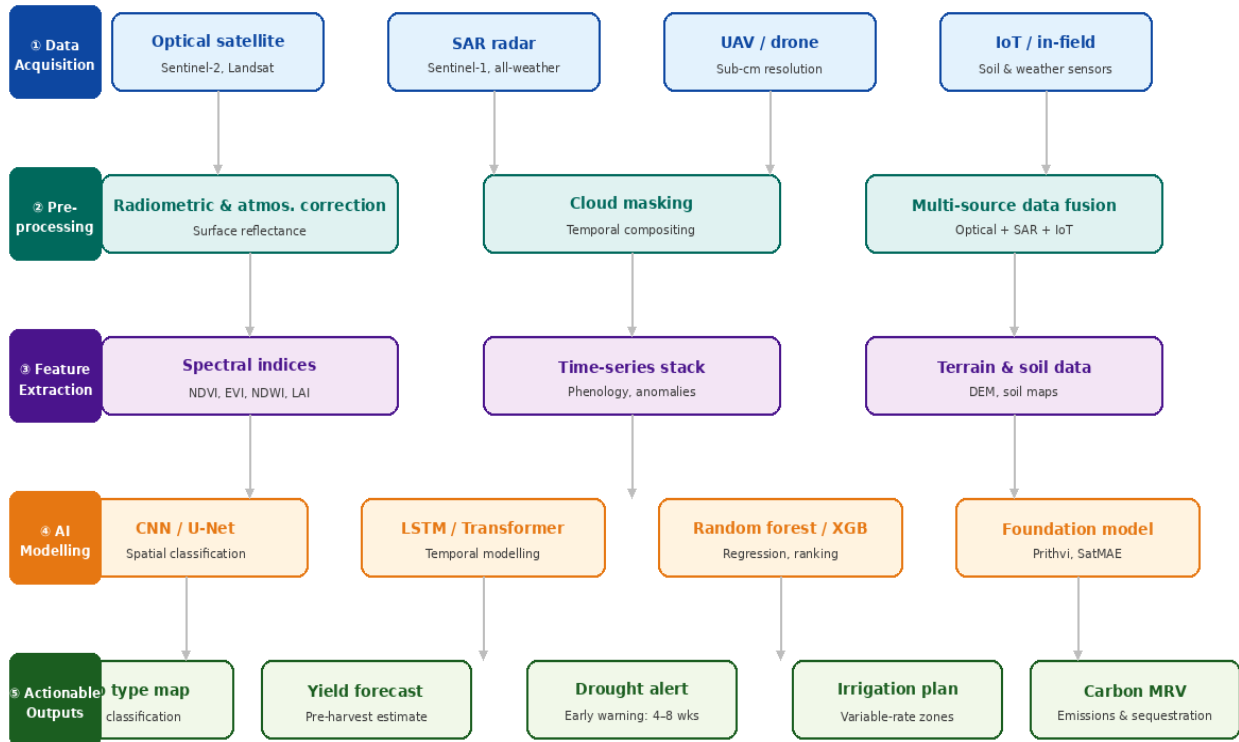 ① Data
Acquisition
Optical satellite
Sentinel-2, Landsat
SAR radar
Sentinel-1, all-weather
UAV / drone
Sub-cm resolution
IoT / in-field
Soil & weather sensors
② Pre-
processing
Radiometric & atmos. correction
Surface reflectance
Cloud masking
Temporal compositing
Multi-source data fusion
Optical + SAR + IoT
③ Feature
Extraction
Spectral indices
NDVI, EVI, NDWI, LAI
Time-series stack
Phenology, anomalies
Terrain & soil data
DEM, soil maps
④ AI
Modelling
CNN / U-Net
Spatial classification
LSTM / Transformer
Temporal modelling
Random forest / XGB
Regression, ranking
Foundation model
Prithvi, SatMAE
⑤ Actionable
Outputs
type map
classification
Yield forecast
Pre-harvest estimate
Drought alert
Early warning: 4–8 wks
Irrigation plan
Variable-rate zones
Carbon MRV
Emissions & sequestration